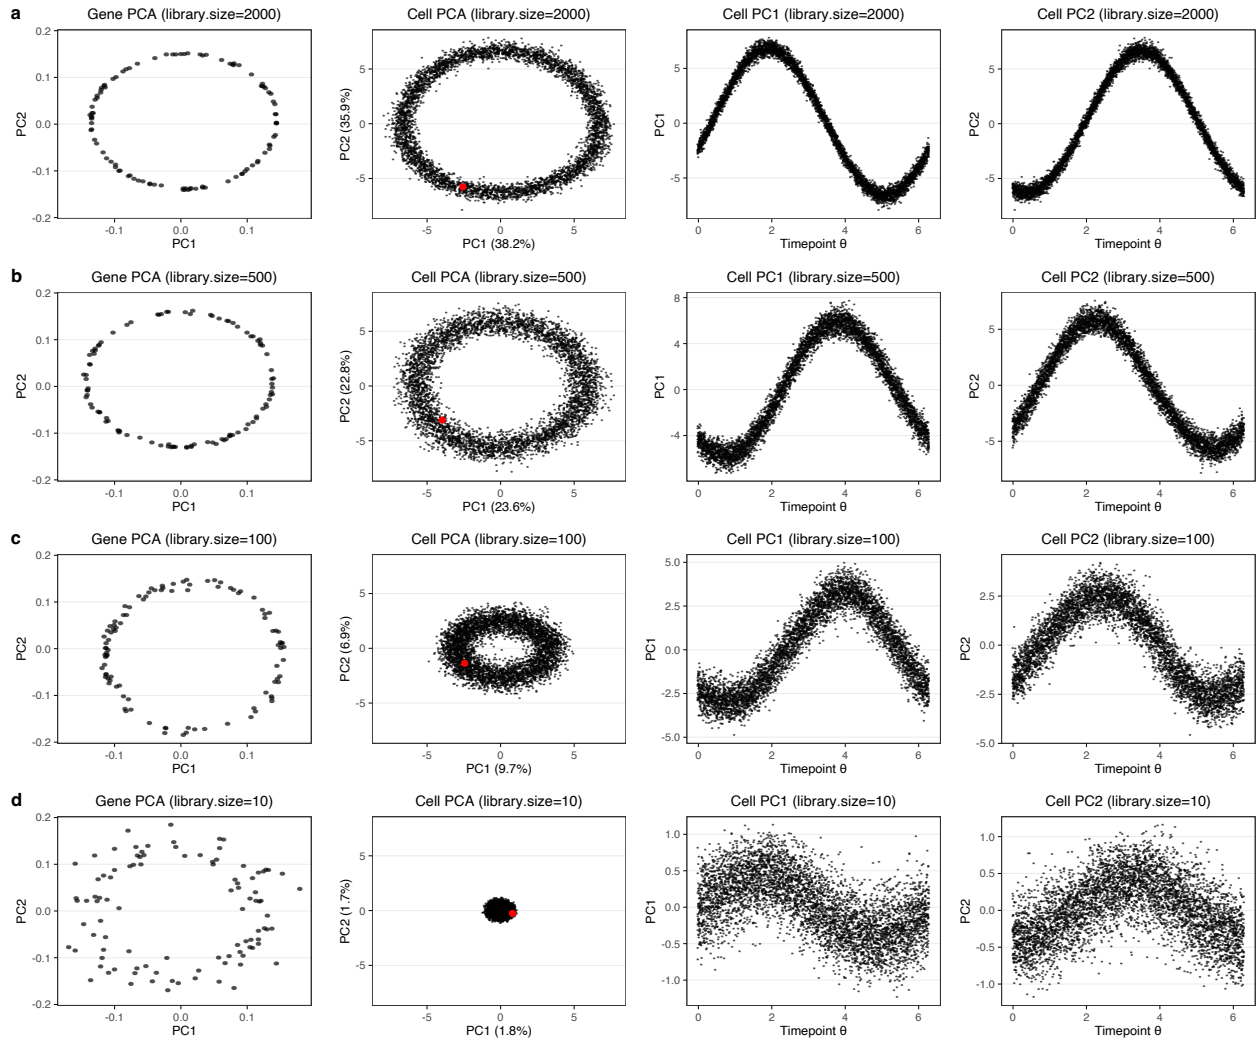 a
Gene PCA (library.size=2000)
0.2
0.1
0.0
-0.1
-0.2
PC2
-0.1
0.0
0.1
PC1
Cell PCA (library.size=2000)
5
0
-5
PC2 (35.9%)
-5
0
5
PC1 (38.2%)
Cell PC1 (library.size=2000)
5
0
-5
PC1
0
2
4
6
Timepoint θ
Cell PC2 (library.size=2000)
5
0
-5
PC2
0
2
4
6
Timepoint θ
b
Gene PCA (library.size=500)
0.2
0.1
0.0
-0.1
-0.2
PC2
-0.1
0.0
0.1
PC1
Cell PCA (library.size=500)
5
0
-5
PC2 (22.8%)
-5
0
5
PC1 (23.6%)
Cell PC1 (library.size=500)
8
4
0
-4
PC1
0
2
4
6
Timepoint θ
Cell PC2 (library.size=500)
5
0
-5
PC2
0
2
4
6
Timepoint θ
c
Gene PCA (library.size=100)
0.2
0.1
0.0
-0.1
-0.2
PC2
-0.1
0.0
0.1
PC1
Cell PCA (library.size=100)
5
0
-5
PC2 (6.9%)
-5
0
5
PC1 (9.7%)
Cell PC1 (library.size=100)
5.0
2.5
0.0
-2.5
-5.0
PC1
0
2
4
6
Timepoint θ
Cell PC2 (library.size=100)
2.5
0.0
-2.5
-5.0
PC2
0
2
4
6
Timepoint θ
d
Gene PCA (library.size=10)
0.2
0.1
0.0
-0.1
-0.2
PC2
-0.1
0.0
0.1
PC1
Cell PCA (library.size=10)
5
0
-5
PC2 (1.7%)
-5
0
5
PC1 (1.8%)
Cell PC1 (library.size=10)
1.0
0.5
0.0
-0.5
-1.0
PC1
0
2
4
6
Timepoint θ
Cell PC2 (library.size=10)
1.0
0.5
0.0
-0.5
-1.0
PC2
0
2
4
6
Timepoint θ